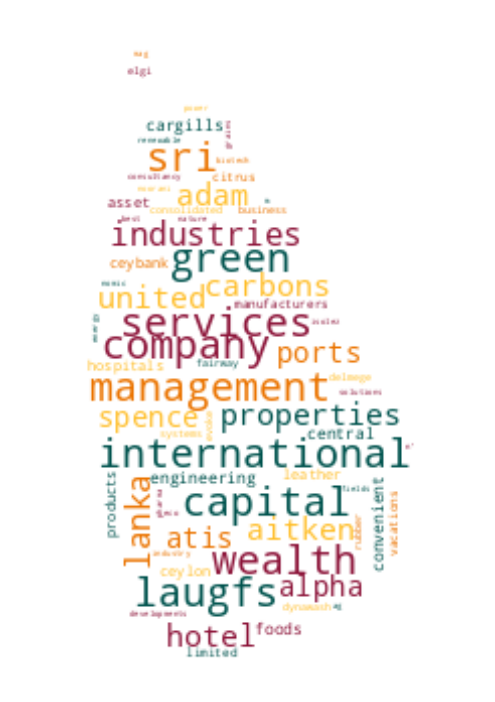 elgi
power
cargills
renewable
sri
biotech
consultancy
citrus
adam
asset
consolidated
business
best
nature
industries
green
ceybank
carbons
united
manufacturers
services
company
ports
fairway
hospitals
management
delmege
solutions
spence
properties
systems
central
international
engineering
leather
products
lanka
capital
fields
convenient
vacations
rubber
aitken
atis
industry
wealth
ceylon
laugfs
alpha
dynawash
developments
hotel
foods
limited